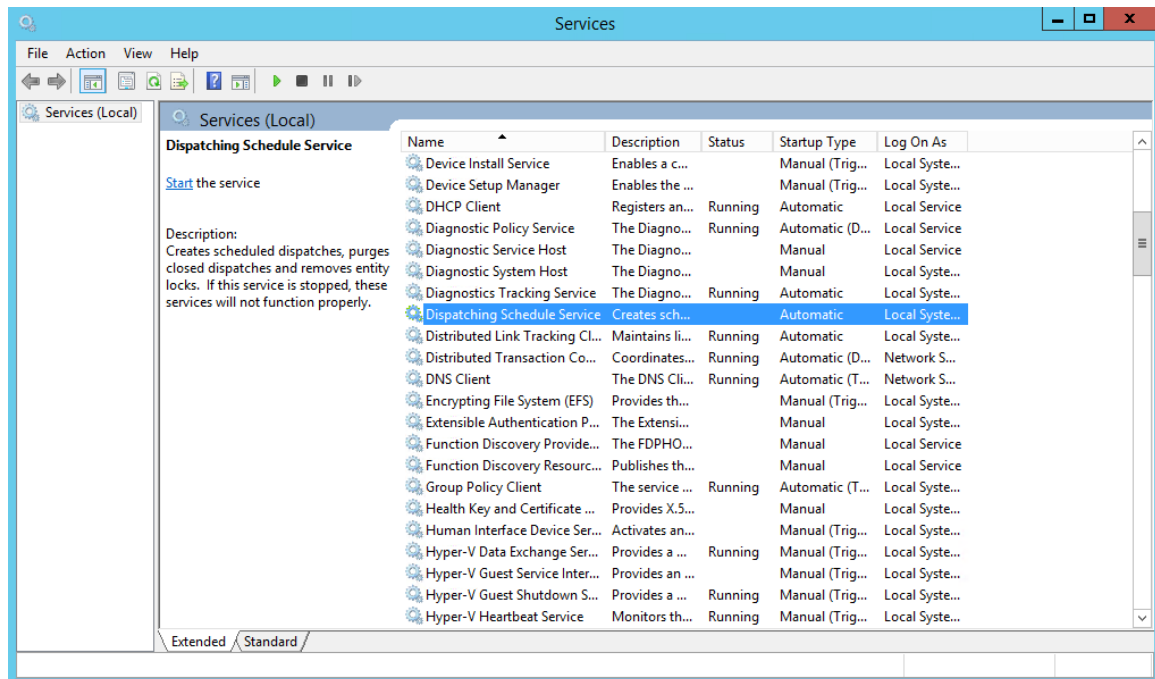 Services
File Action View Help
Services (Local)
Services (Local)
Dispatching Schedule Service
Start the service
Description:
Creates scheduled dispatches, purges
closed dispatches and removes entity
locks. If this service is stopped, these
services will not function properly.
Name Description Status Startup Type Log On As
Device Install Service Enables a c... Manual (Trig... Local Syste...
Device Setup Manager Enables the ... Manual (Trig... Local Syste...
DHCP Client Registers an... Running Automatic Local Service
Diagnostic Policy Service The Diagno... Running Automatic (D... Local Service
Diagnostic Service Host The Diagno... Manual Local Service
Diagnostic System Host The Diagno... Manual Local Syste...
Diagnostics Tracking Service The Diagno... Running Automatic Local Syste...
Dispatching Schedule Service Creates sch... Automatic Local Syste...
Distributed Link Tracking Cl... Maintains li... Running Automatic Local Syste...
Distributed Transaction Co... Coordinates... Running Automatic (D... Network S...
DNS Client The DNS Cli... Running Automatic (T... Network S...
Encrypting File System (EFS) Provides th... Manual (Trig... Local Syste...
Extensible Authentication P... The Extensi... Manual Local Syste...
Function Discovery Provide... The FDPHO... Manual Local Service
Function Discovery Resourc... Publishes th... Manual Local Service
Group Policy Client The service ... Running Automatic (T... Local Syste...
Health Key and Certificate ... Provides X.5... Manual Local Syste...
Human Interface Device Ser... Activates an... Manual (Trig... Local Syste...
Hyper-V Data Exchange Ser... Provides a ... Running Manual (Trig... Local Syste...
Hyper-V Guest Service Inter... Provides an ... Manual (Trig... Local Syste...
Hyper-V Guest Shutdown S... Provides a ... Running Manual (Trig... Local Syste...
Hyper-V Heartbeat Service Monitors th... Running Manual (Trig... Local Syste...
Extended Standard